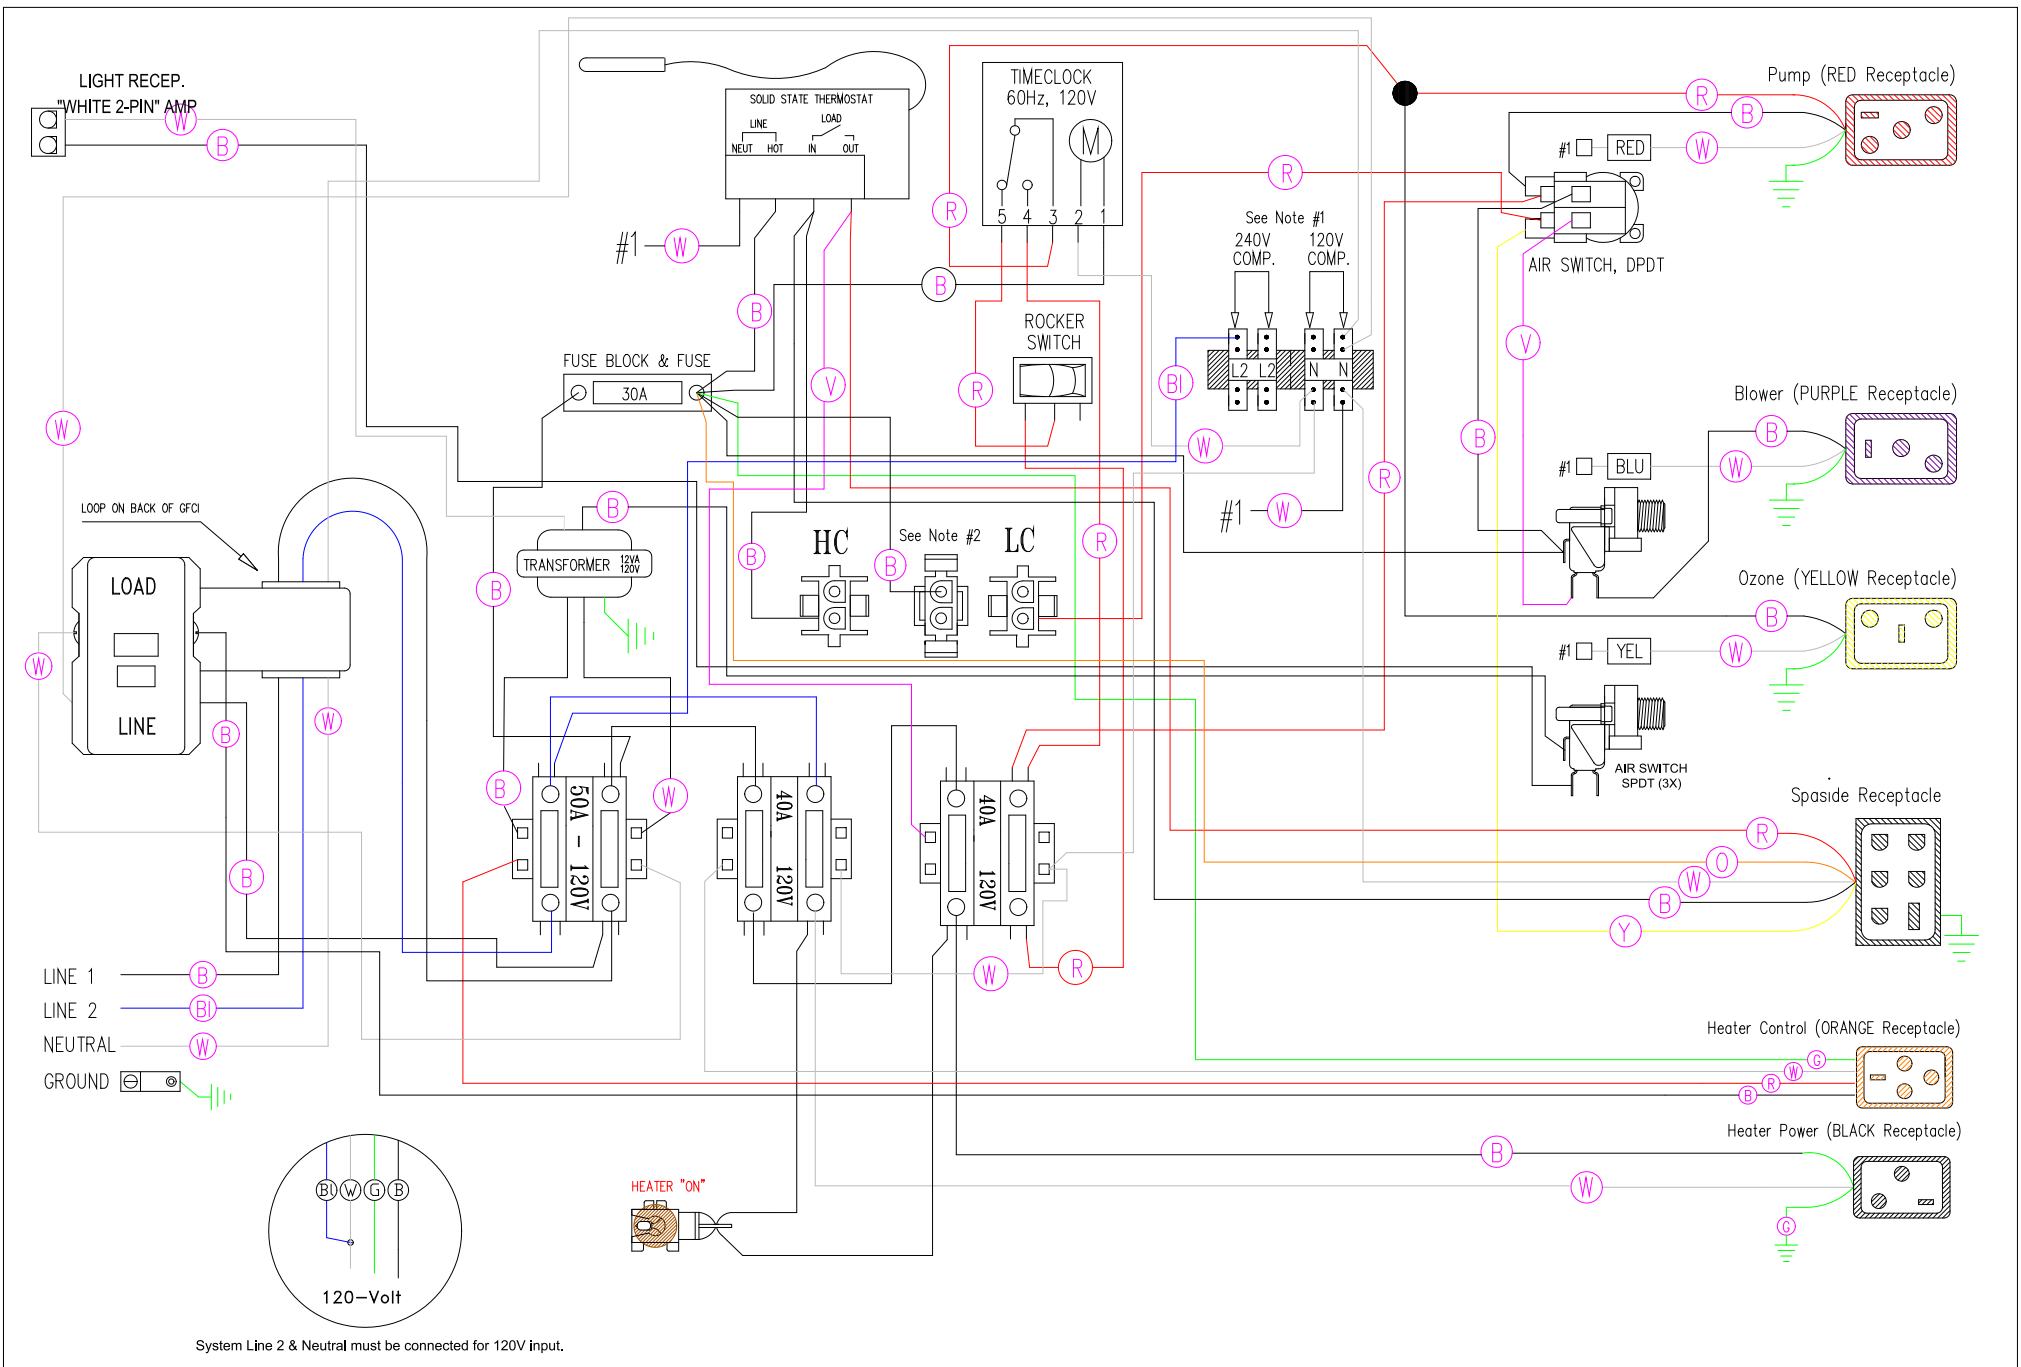 LIGHT RECEP.
"WHITE 2-PIN" AMP
W
B
SOLID STATE THERMOSTAT
LINE
LOAD
NEUT HOT IN OUT
#1 W
TIMECLOCK
60Hz, 120V
M
5 4 3 2 1
R
B
B
V
R
ROCKER
SWITCH
R
See Note #1
240V
COMP.
120V
COMP.
L2 L2 N N
Bl
W
#1 W
R
R
Pump (RED Receptacle)
R
B
#1 RED W
AIR SWITCH, DPDT
V
B
Blower (PURPLE Receptacle)
B
#1 BLU W
Ozone (YELLOW Receptacle)
B
#1 YEL W
AIR SWITCH
SPDT (3X)
Spaside Receptacle
R
O
W
B
Y
Heater Control (ORANGE Receptacle)
G
W
R
B
Heater Power (BLACK Receptacle)
B
W
G
FUSE BLOCK & FUSE
30A
W
LOOP ON BACK OF GFCI
LOAD
LINE
W
B
W
B
TRANSFORMER 12VA
120V
B
B
B
W
HC
See Note #2
LC
B
B
R
50A - 120V
40A 120V
40A 120V
W
R
LINE 1 B
LINE 2 Bl
NEUTRAL W
GROUND
HEATER "ON"
Bl W G B
120-Volt
System Line 2 & Neutral must be connected for 120V input.